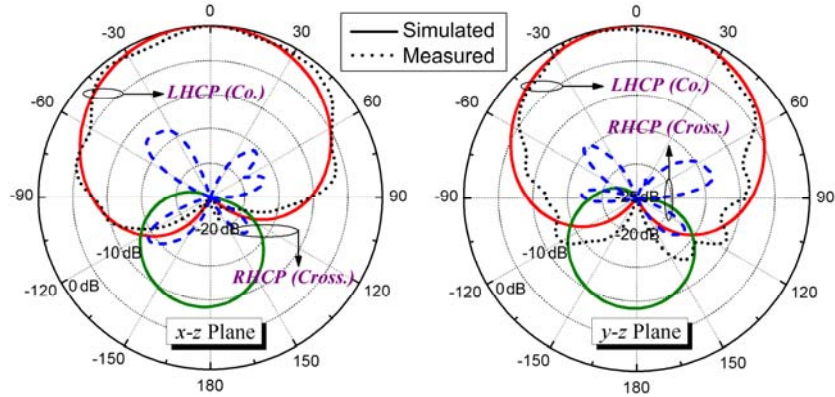 0
-30
30
-60
60
-90
90
-120
120
-150
150
180
LHCP (Co.)
RHCP (Cross.)
-20 dB
-10 dB
0 dB
x-z Plane
Simulated
Measured
0
-30
30
-60
60
-90
90
-120
120
-150
150
180
LHCP (Co.)
RHCP (Cross.)
-20 dB
-10 dB
0 dB
y-z Plane